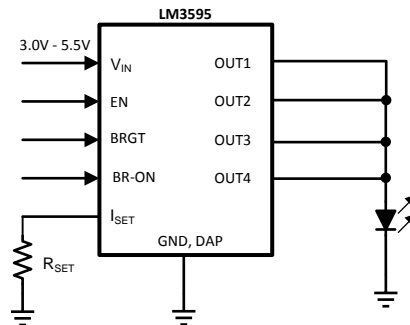 LM3595
3.0V - 5.5V
VIN
OUT1
EN
OUT2
BRGT
OUT3
BR-ON
OUT4
ISET
GND, DAP
RSET